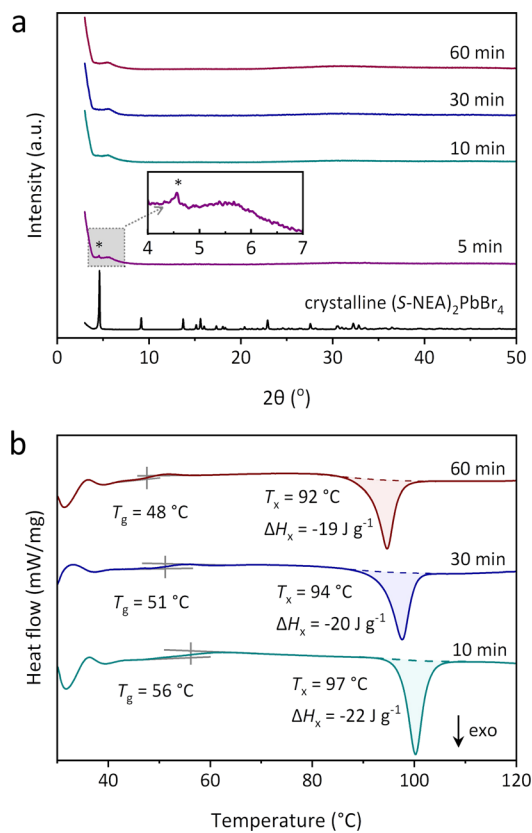 a
60 min
30 min
10 min
*
4 5 6 7
*
5 min
crystalline (S-NEA)₂PbBr₄
Intensity (a.u.)
0 10 20 30 40 50
2θ (°)
b
60 min
Tg = 48 °C
Tx = 92 °C
ΔHx = -19 J g⁻¹
30 min
Tg = 51 °C
Tx = 94 °C
ΔHx = -20 J g⁻¹
10 min
Tg = 56 °C
Tx = 97 °C
ΔHx = -22 J g⁻¹
exo
Heat flow (mW/mg)
40 60 80 100 120
Temperature (°C)